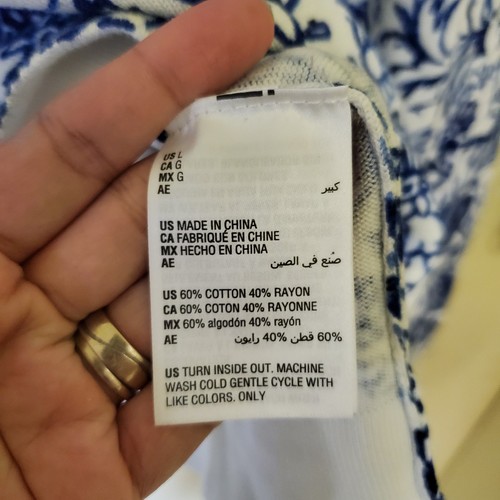 US L
CA G
MX G
AE كبير
US MADE IN CHINA
CA FABRIQUÉ EN CHINE
MX HECHO EN CHINA
AE صُنع في الصين
US 60% COTTON 40% RAYON
CA 60% COTON 40% RAYONNE
MX 60% algodón 40% rayón
AE 60% قطن 40% رايون
US TURN INSIDE OUT. MACHINE
WASH COLD GENTLE CYCLE WITH
LIKE COLORS. ONLY